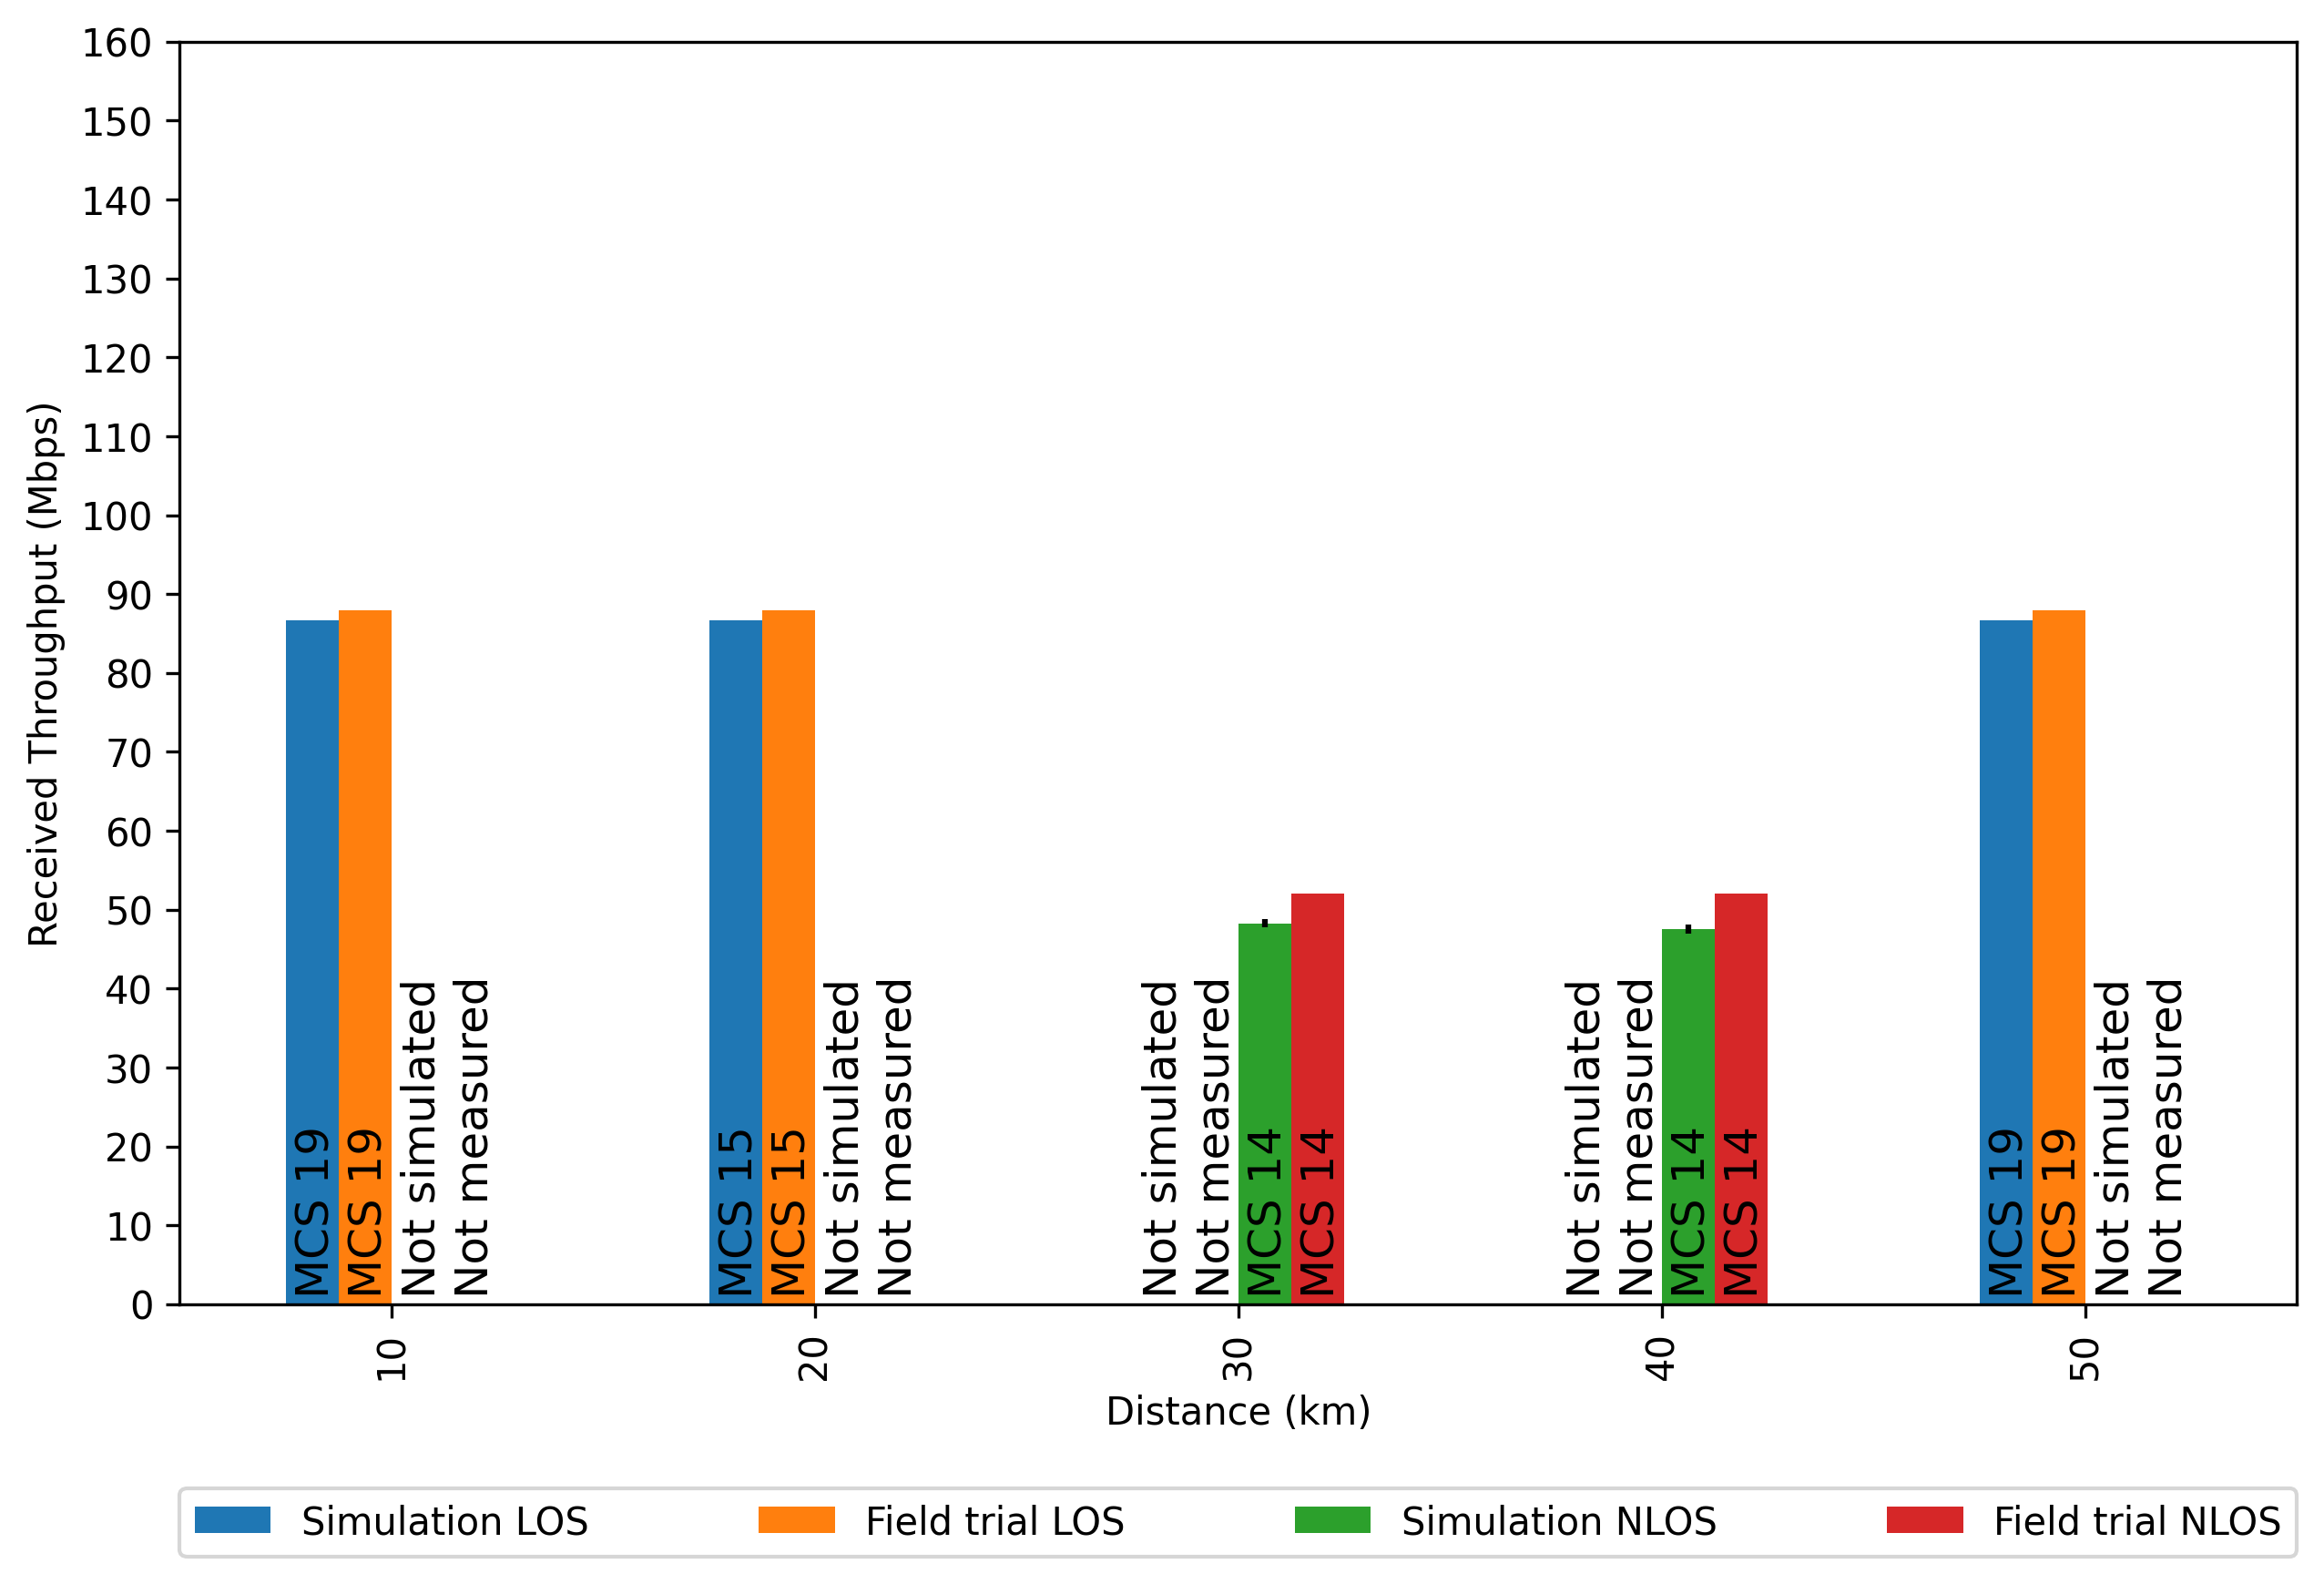 Received Throughput (Mbps)
160
150
140
130
120
110
100
90
80
70
60
50
40
30
20
10
0
MCS 19
MCS 19
Not simulated
Not measured
MCS 15
MCS 15
Not simulated
Not measured
Not simulated
Not measured
MCS 14
MCS 14
Not simulated
Not measured
MCS 14
MCS 14
MCS 19
MCS 19
Not simulated
Not measured
10 20 30 40 50
Distance (km)
Simulation LOS Field trial LOS Simulation NLOS Field trial NLOS